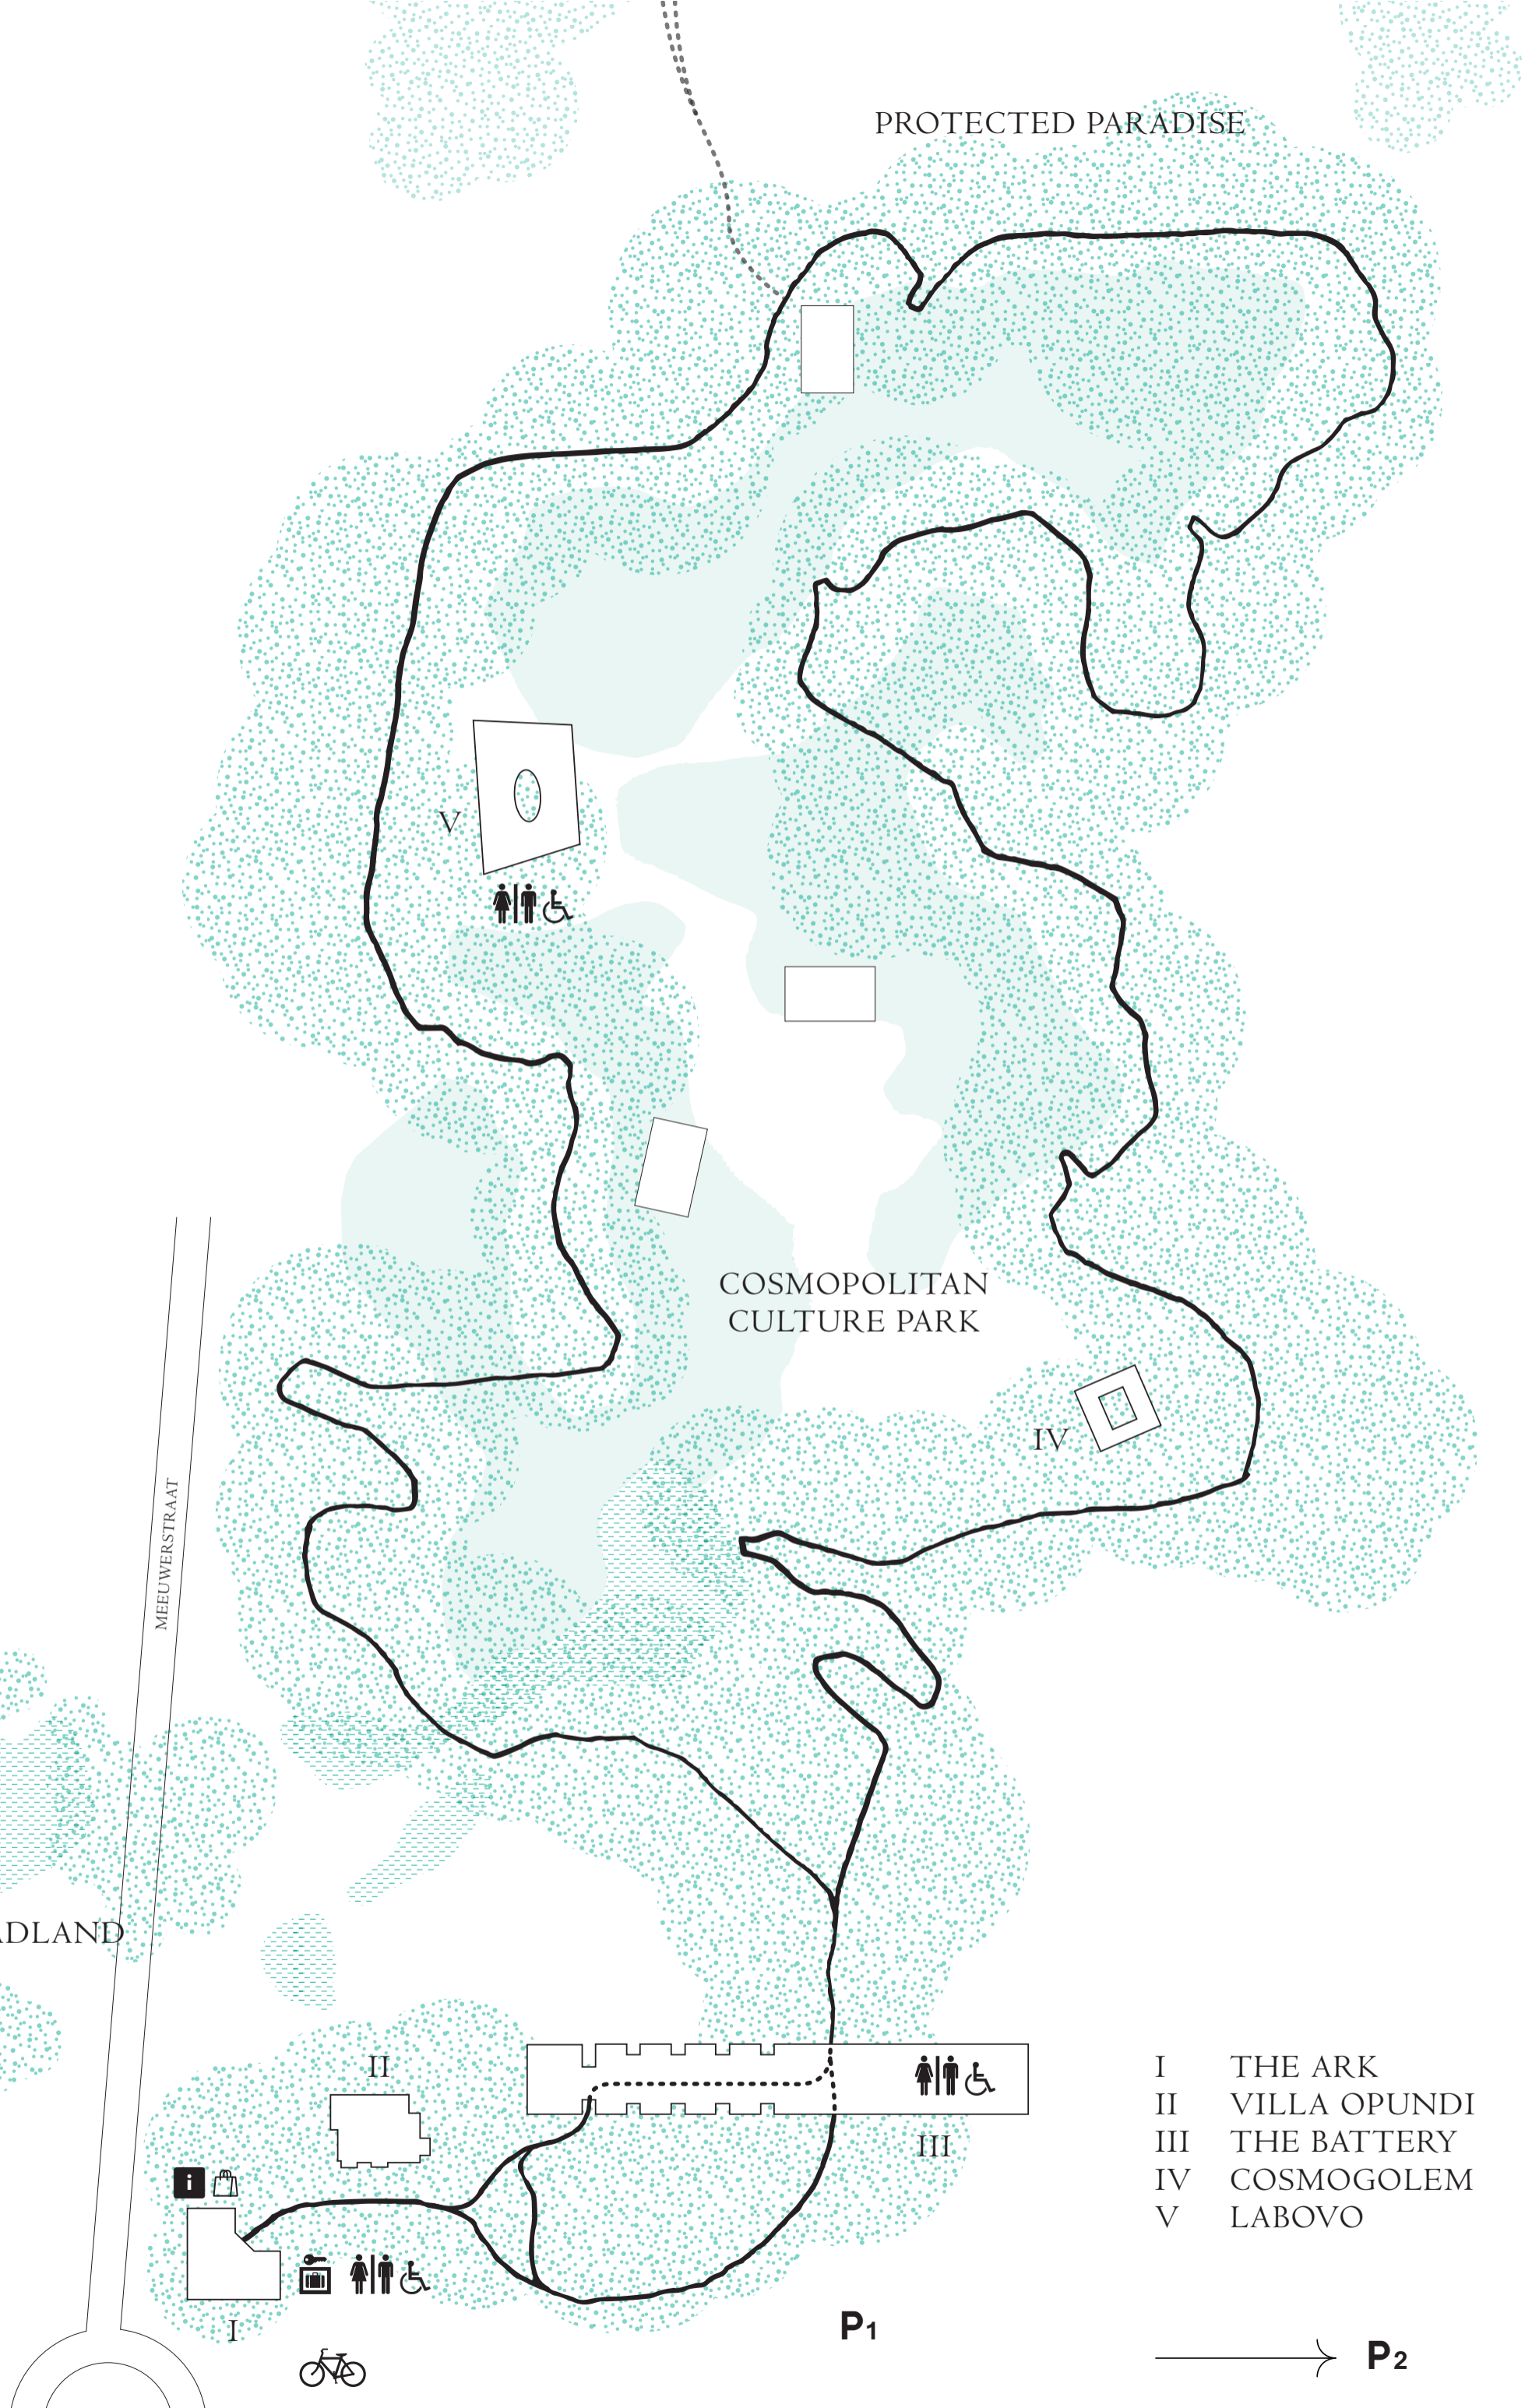 PROTECTED PARADISE
V
COSMOPOLITAN
CULTURE PARK
IV
MEEUWERSTRAAT
ADLAND
II
III
i
I
P1
P2
I THE ARK
II VILLA OPUNDI
III THE BATTERY
IV COSMOGOLEM
V LABOVO